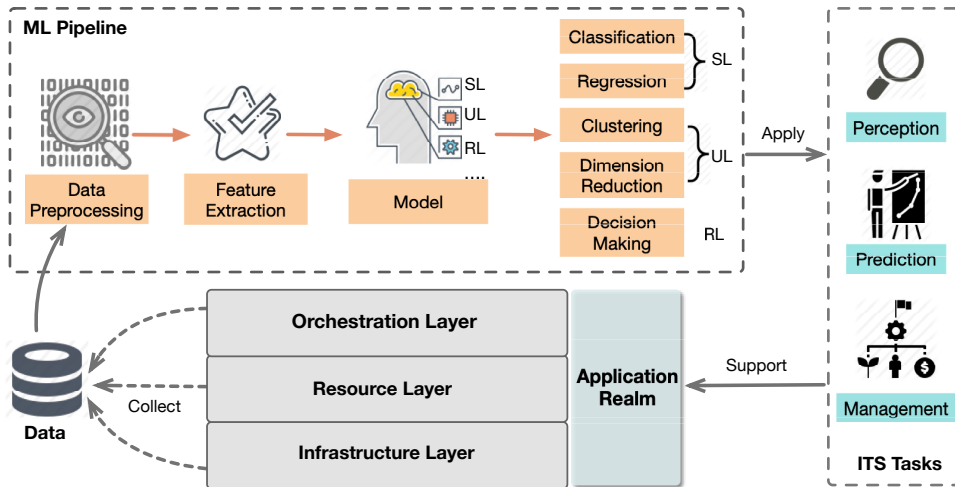 ML Pipeline
Data
Preprocessing
Feature
Extraction
Model
SL
UL
RL
....
Classification
Regression
SL
Clustering
Dimension
Reduction
UL
Decision
Making
RL
Apply
Perception
Prediction
Management
ITS Tasks
Support
Application
Realm
Orchestration Layer
Resource Layer
Infrastructure Layer
Collect
Data